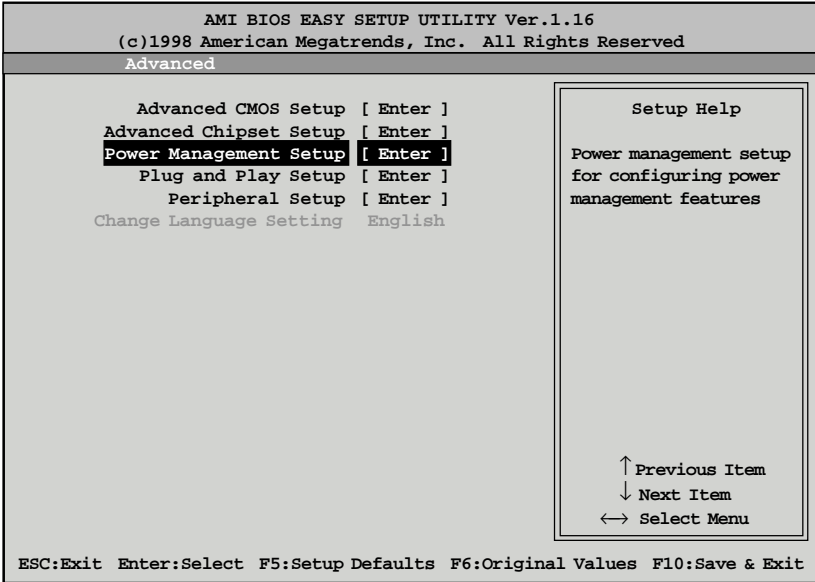 AMI BIOS EASY SETUP UTILITY Ver.1.16
(c)1998 American Megatrends, Inc. All Rights Reserved
Advanced
Advanced CMOS Setup [ Enter ]
Advanced Chipset Setup [ Enter ]
Power Management Setup [ Enter ]
Plug and Play Setup [ Enter ]
Peripheral Setup [ Enter ]
Change Language Setting English
Setup Help
Power management setup
for configuring power
management features
↑ Previous Item
↓ Next Item
←→ Select Menu
ESC:Exit Enter:Select F5:Setup Defaults F6:Original Values F10:Save & Exit